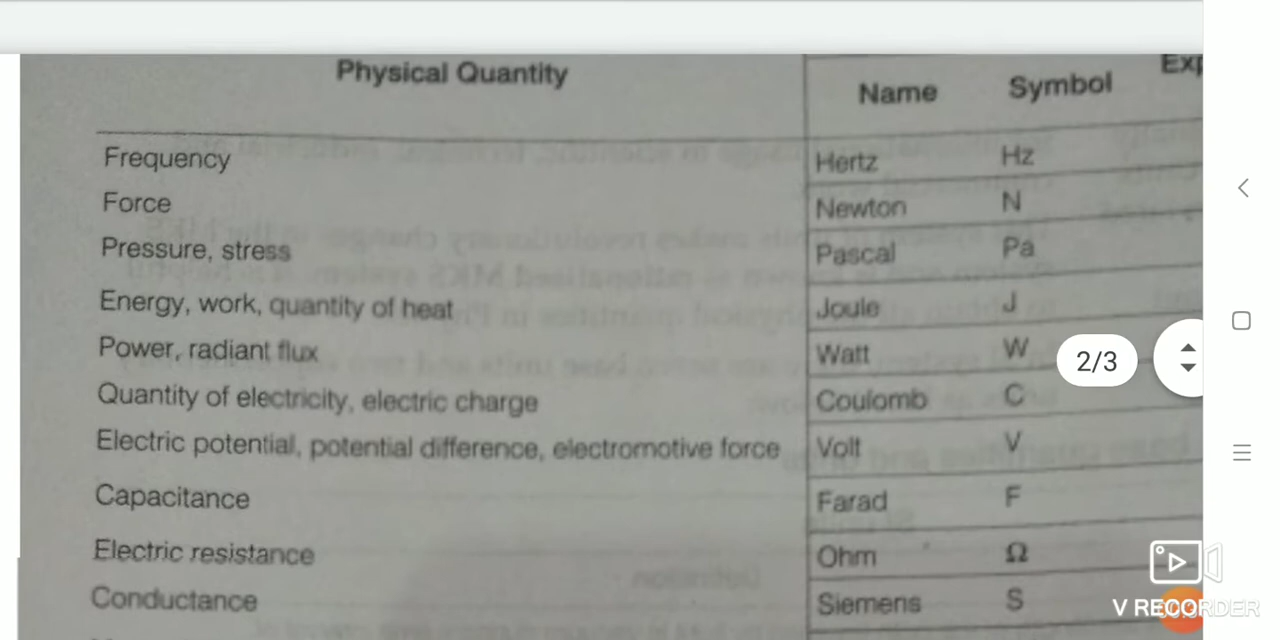 Physical Quantity
Name Symbol
Frequency Hertz Hz
Force Newton N
Pressure, stress Pascal Pa
Energy, work, quantity of heat Joule J
Power, radiant flux Watt W
2/3
Quantity of electricity, electric charge Coulomb C
Electric potential, potential difference, electromotive force Volt V
Capacitance Farad F
Electric resistance Ohm Ω
Conductance Siemens S
V RECORDER